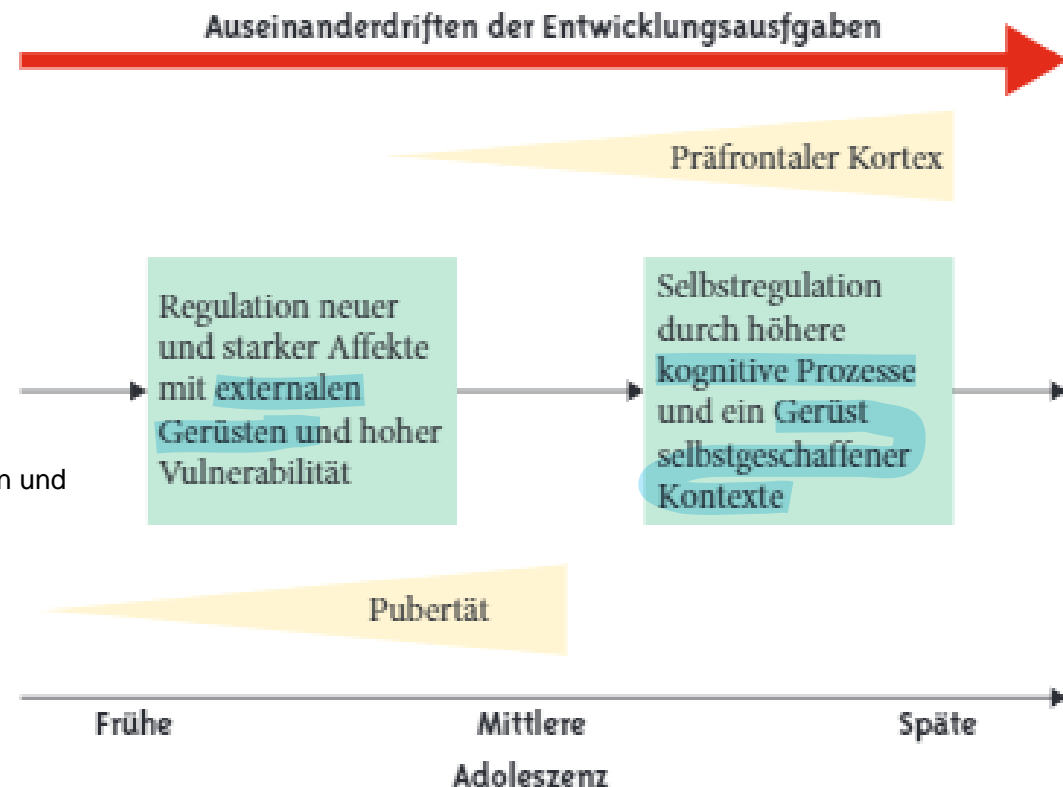 Auseinanderdriften der Entwicklungsausfgaben
Präfrontaler Kortex
Regulation neuer
und starker Affekte
mit externalen
Gerüsten und hoher
Vulnerabilität
Selbstregulation
durch höhere
kognitive Prozesse
und ein Gerüst
selbstgeschaffener
Kontexte
und
Pubertät
Frühe
Mittlere
Späte
Adoleszenz